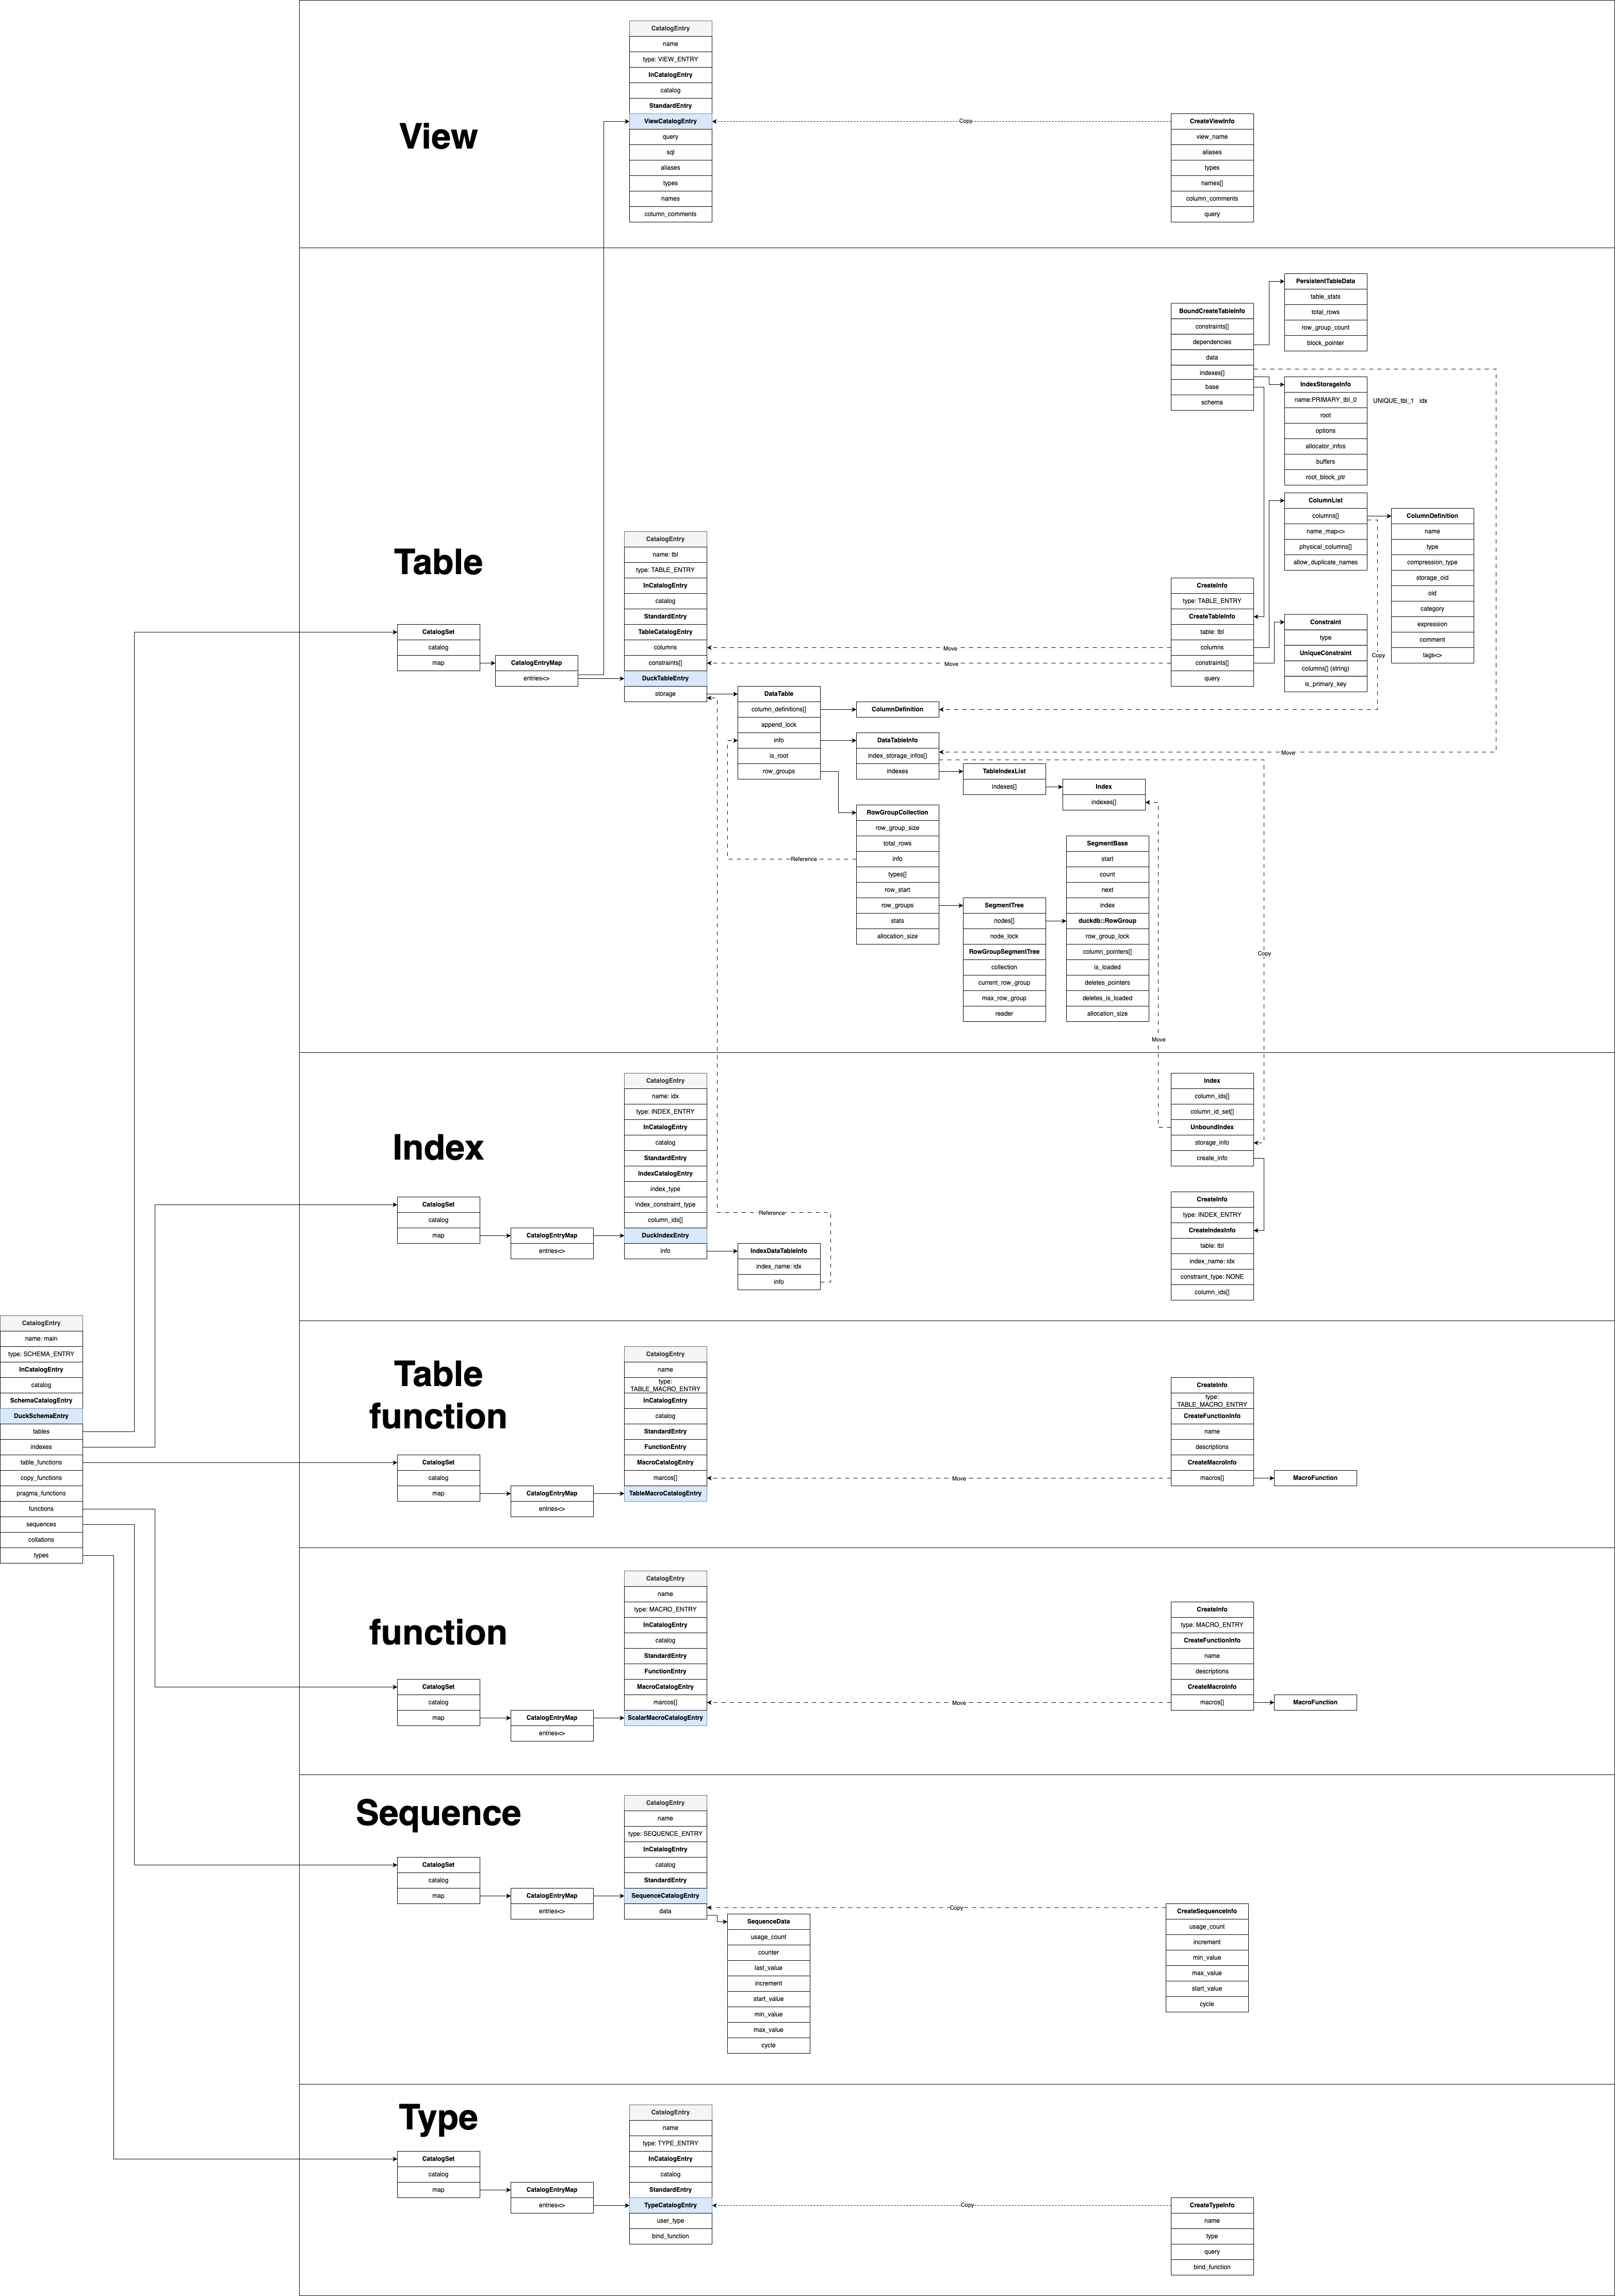 View
CatalogEntry
name
type: VIEW_ENTRY
InCatalogEntry
catalog
StandardEntry
ViewCatalogEntry
query
sql
aliases
types
names
column_comments
Copy
CreateViewInfo
view_name
aliases
types
names[]
column_comments
query
Table
CatalogSet
catalog
map
CatalogEntryMap
entries<>
CatalogEntry
name: tbl
type: TABLE_ENTRY
InCatalogEntry
catalog
StandardEntry
TableCatalogEntry
columns
constraints[]
DuckTableEntry
storage
BoundCreateTableInfo
constraints[]
dependencies
data
indexes[]
base
schema
PersistentTableData
table_stats
total_rows
row_group_count
block_pointer
IndexStorageInfo
name:PRIMARY_tbl_0
root
options
allocator_infos
buffers
root_block_ptr
UNIQUE_tbl_1   idx
ColumnList
columns[]
name_map<>
physical_columns[]
allow_duplicate_names
ColumnDefinition
name
type
compression_type
storage_oid
oid
category
expression
comment
tags<>
CreateInfo
type: TABLE_ENTRY
CreateTableInfo
table: tbl
columns
constraints[]
query
Constraint
type
UniqueConstraint
columns[] (string)
is_primary_key
Copy
Move
Move
DataTable
column_definitions[]
append_lock
info
is_root
row_groups
ColumnDefinition
DataTableInfo
index_storage_infos[]
indexes
Move
TableIndexList
indexes[]
Index
indexes[]
RowGroupCollection
row_group_size
total_rows
info
types[]
row_start
row_groups
stats
allocation_size
Reference
SegmentTree
nodes[]
node_lock
RowGroupSegmentTree
collection
current_row_group
max_row_group
reader
SegmentBase
start
count
next
index
duckdb::RowGroup
row_group_lock
column_pointers[]
is_loaded
deletes_pointers
deletes_is_loaded
allocation_size
Copy
Move
Index
CatalogSet
catalog
map
CatalogEntryMap
entries<>
CatalogEntry
name: idx
type: INDEX_ENTRY
InCatalogEntry
catalog
StandardEntry
IndexCatalogEntry
index_type
index_constraint_type
column_ids[]
DuckIndexEntry
info
Reference
IndexDataTableInfo
index_name: idx
info
Index
column_ids[]
column_id_set[]
UnboundIndex
storage_info
create_info
CreateInfo
type: INDEX_ENTRY
CreateIndexInfo
table: tbl
index_name: idx
constraint_type: NONE
column_ids[]
CatalogEntry
name: main
type: SCHEMA_ENTRY
InCatalogEntry
catalog
SchemaCatalogEntry
DuckSchemaEntry
tables
indexes
table_functions
copy_functions
pragma_functions
functions
sequences
collations
types
Table
function
CatalogSet
catalog
map
CatalogEntryMap
entries<>
CatalogEntry
name
type:
TABLE_MACRO_ENTRY
InCatalogEntry
catalog
StandardEntry
FunctionEntry
MacroCatalogEntry
marcos[]
TableMacroCatalogEntry
Move
CreateInfo
type:
TABLE_MACRO_ENTRY
CreateFunctionInfo
name
descriptions
CreateMacroInfo
macros[]
MacroFunction
function
CatalogSet
catalog
map
CatalogEntryMap
entries<>
CatalogEntry
name
type: MACRO_ENTRY
InCatalogEntry
catalog
StandardEntry
FunctionEntry
MacroCatalogEntry
marcos[]
ScalarMacroCatalogEntry
Move
CreateInfo
type: MACRO_ENTRY
CreateFunctionInfo
name
descriptions
CreateMacroInfo
macros[]
MacroFunction
Sequence
CatalogSet
catalog
map
CatalogEntryMap
entries<>
CatalogEntry
name
type: SEQUENCE_ENTRY
InCatalogEntry
catalog
StandardEntry
SequenceCatalogEntry
data
SequenceData
usage_count
counter
last_value
increment
start_value
min_value
max_value
cycle
Copy
CreateSequenceInfo
usage_count
increment
min_value
max_value
start_value
cycle
Type
CatalogSet
catalog
map
CatalogEntryMap
entries<>
CatalogEntry
name
type: TYPE_ENTRY
InCatalogEntry
catalog
StandardEntry
TypeCatalogEntry
user_type
bind_function
Copy
CreateTypeInfo
name
type
query
bind_function